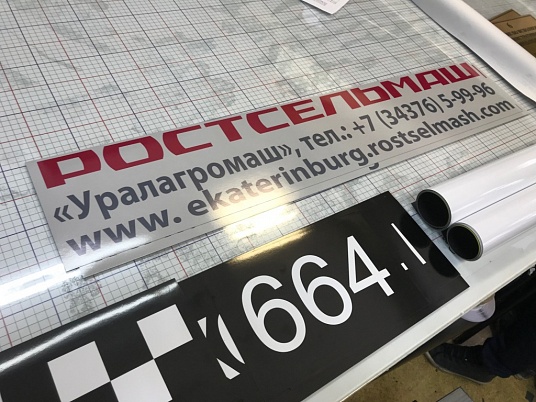 РОСТСЕЛЬМАШ
«Уралагромаш», тел.: +7 (34376) 5-99-96
www. ekaterinburg.rostselmash.com
664